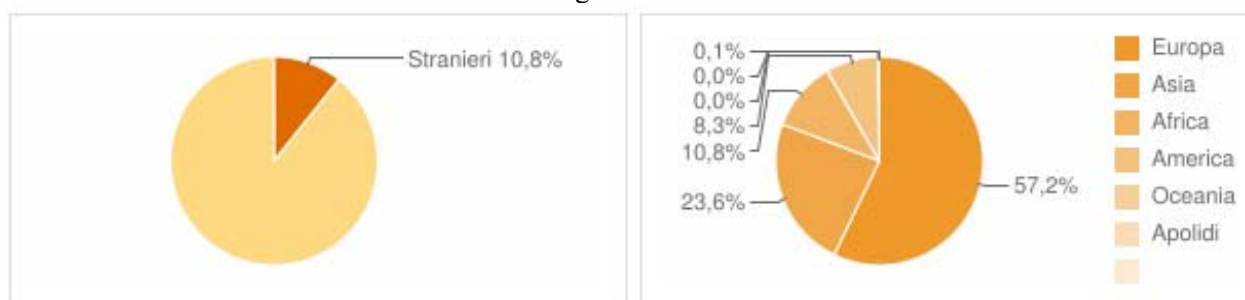 Stranieri 10,8%
0,1%
0,0%
0,0%
8,3%
10,8%
23,6%
57,2%
Europa
Asia
Africa
America
Oceania
Apolidi